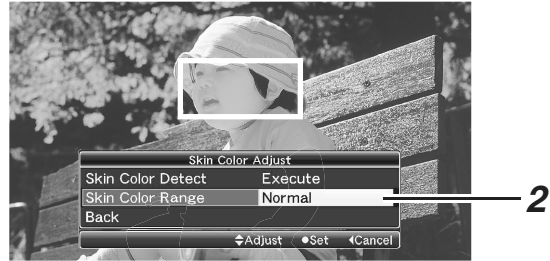 Skin Color Adjust
Skin Color Detect Execute
Skin Color Range Normal
2
Back
⬍Adjust ●Set ◀Cancel